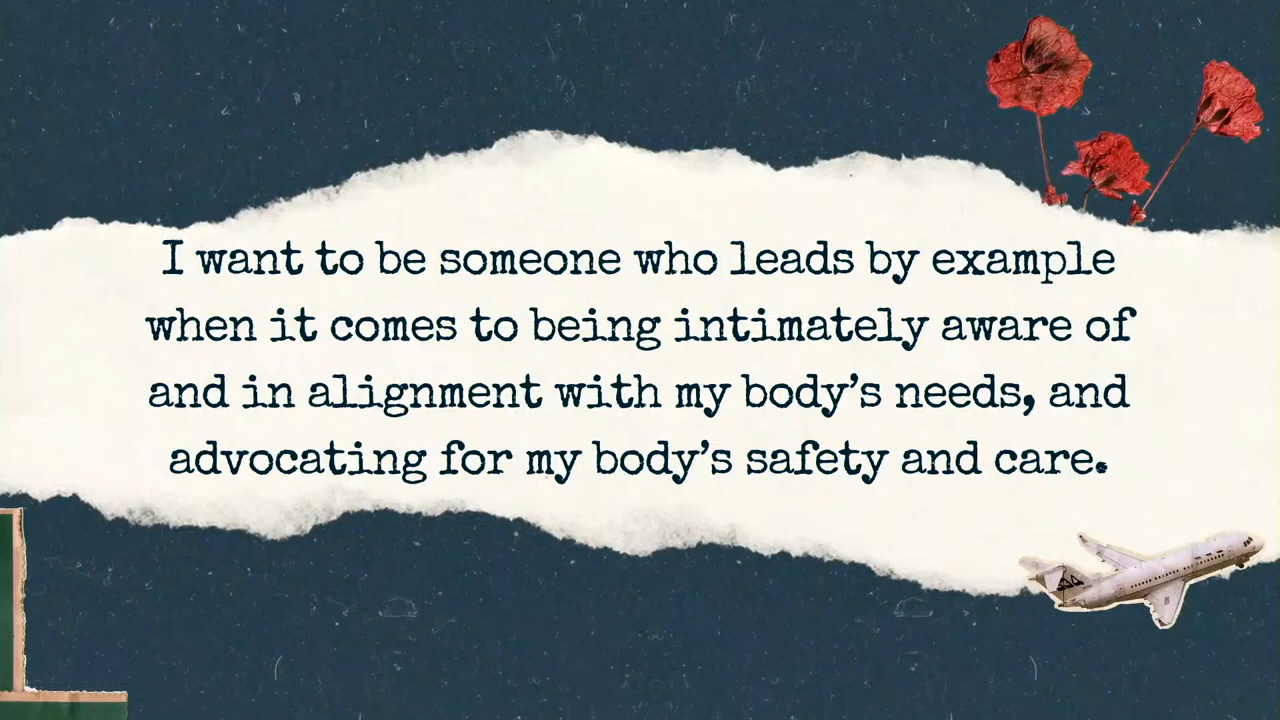 I want to be someone who leads by example
when it comes to being intimately aware of
and in alignment with my body’s needs, and
advocating for my body’s safety and care.